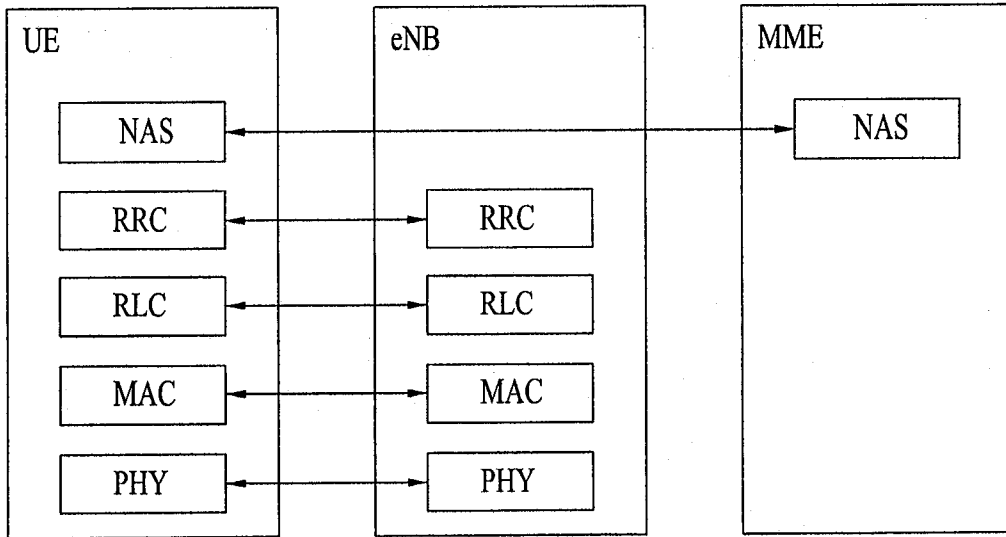 UE eNB MME
NAS NAS
RRC RRC
RLC RLC
MAC MAC
PHY PHY